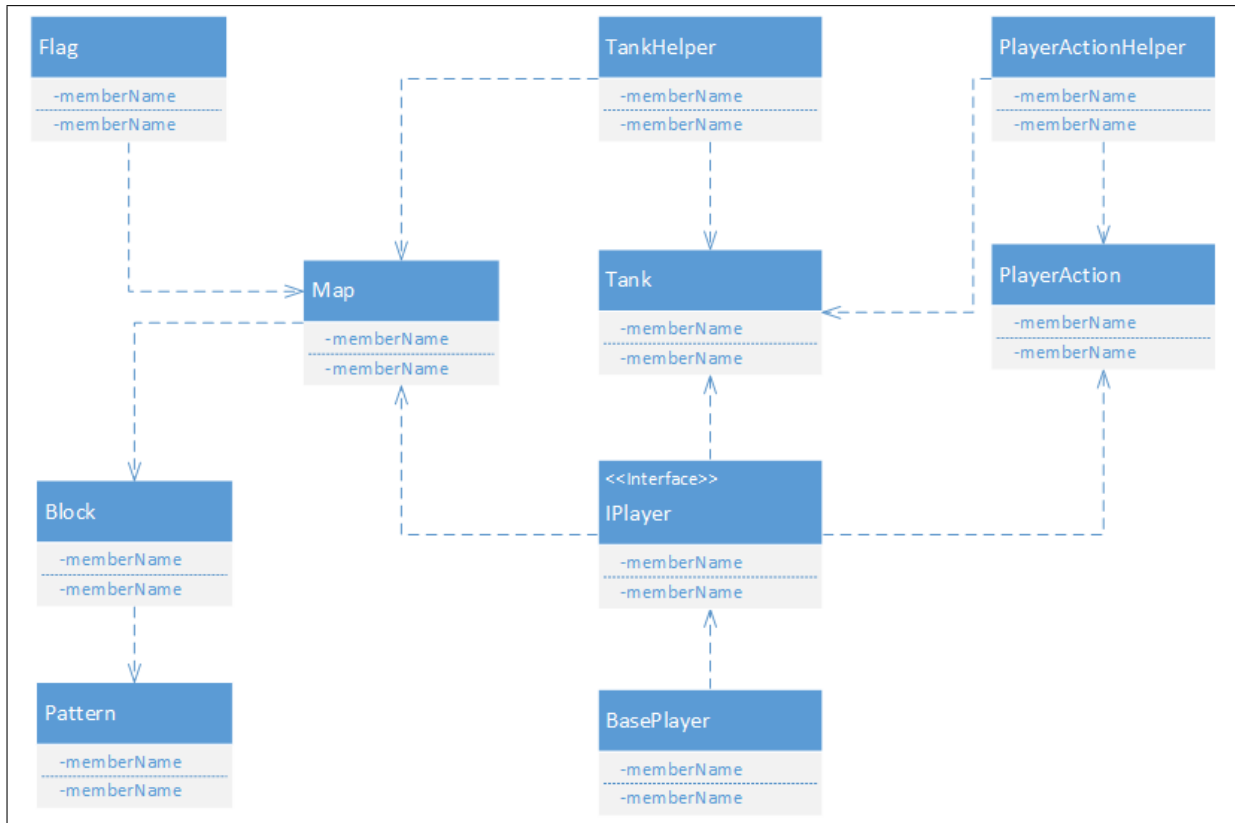 Flag
-memberName
-memberName
TankHelper
-memberName
-memberName
PlayerActionHelper
-memberName
-memberName
Map
-memberName
-memberName
Tank
-memberName
-memberName
PlayerAction
-memberName
-memberName
Block
-memberName
-memberName
<<Interface>>
IPlayer
-memberName
-memberName
Pattern
-memberName
-memberName
BasePlayer
-memberName
-memberName